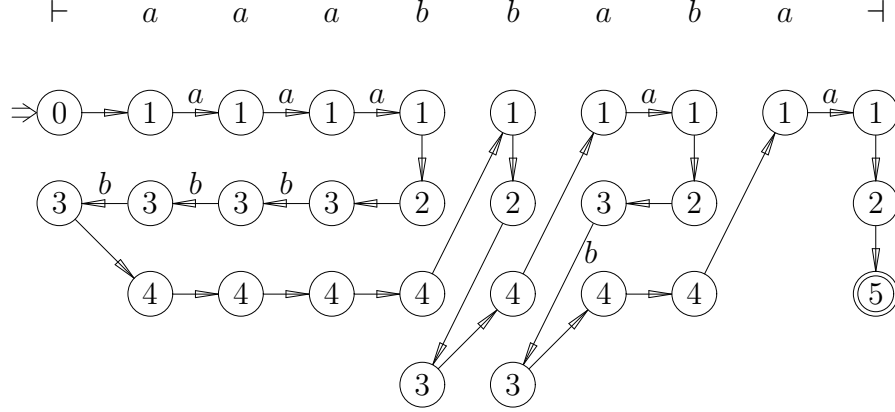 ⊢ a a a b b a b a ⊣
a a a a a
0 1 1 1 1 1 1 1 1 1
b b b
3 3 3 3 2 2 3 2 2
b
4 4 4 4 4 4 4 5
3 3